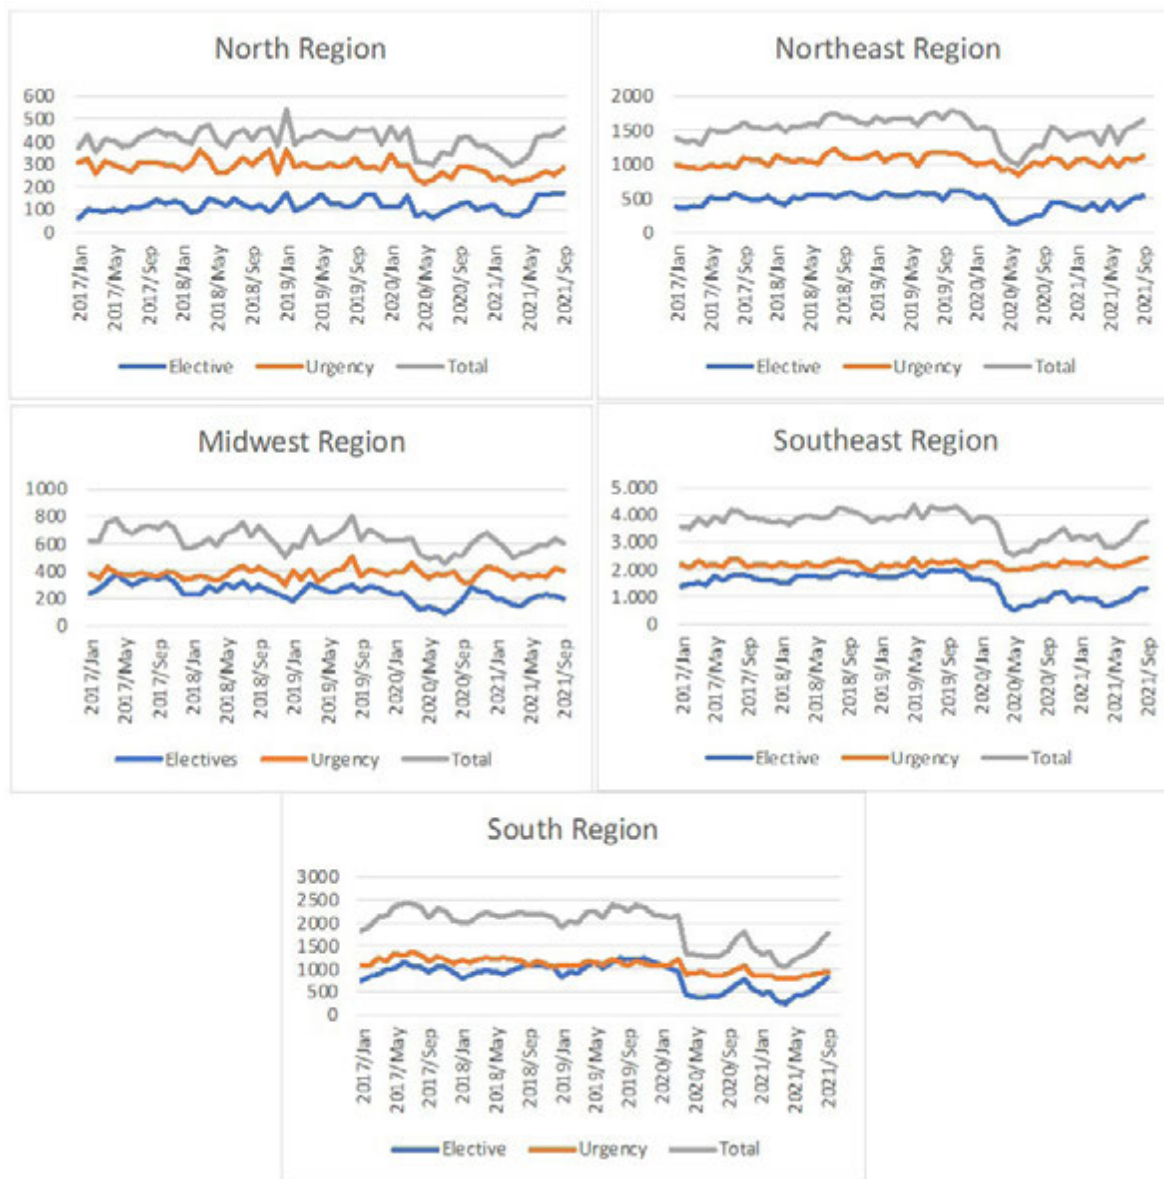 North Region
600
500
400
300
200
100
0
2017/Jan
2017/May
2017/Sep
2018/Jan
2018/May
2018/Sep
2019/Jan
2019/May
2019/Sep
2020/Jan
2020/May
2020/Sep
2021/Jan
2021/May
2021/Sep
Elective Urgency Total
Northeast Region
2000
1500
1000
500
0
2017/Jan
2017/May
2017/Sep
2018/Jan
2018/May
2018/Sep
2019/Jan
2019/May
2019/Sep
2020/Jan
2020/May
2020/Sep
2021/Jan
2021/May
2021/Sep
Elective Urgency Total
Midwest Region
1000
800
600
400
200
0
2017/Jan
2017/May
2017/Sep
2018/Jan
2018/May
2018/Sep
2019/Jan
2019/May
2019/Sep
2020/Jan
2020/May
2020/Sep
2021/Jan
2021/May
2021/Sep
Electives Urgency Total
Southeast Region
5.000
4.000
3.000
2.000
1.000
0
2017/Jan
2017/May
2017/Sep
2018/Jan
2018/May
2018/Sep
2019/Jan
2019/May
2019/Sep
2020/Jan
2020/May
2020/Sep
2021/Jan
2021/May
2021/Sep
Elective Urgency Total
South Region
3000
2500
2000
1500
1000
500
0
2017/Jan
2017/May
2017/Sep
2018/Jan
2018/May
2018/Sep
2019/Jan
2019/May
2019/Sep
2020/Jan
2020/May
2020/Sep
2021/Jan
2021/May
2021/Sep
Elective Urgency Total